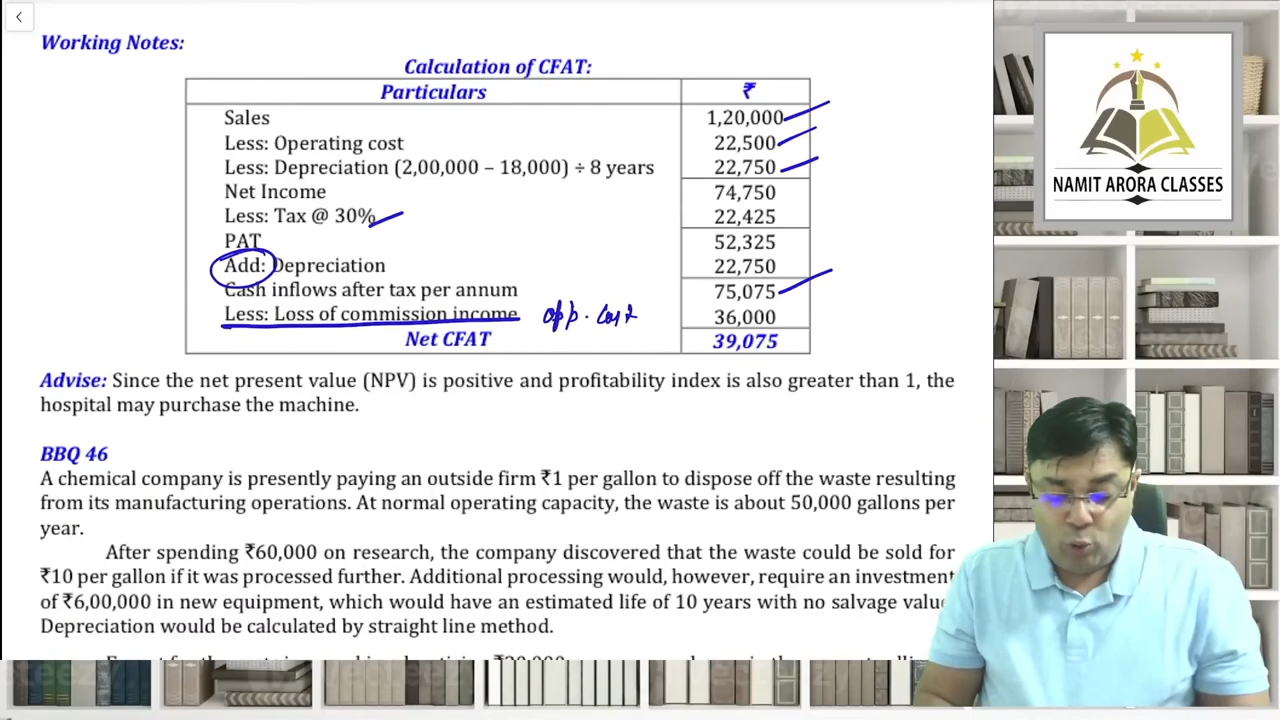 Working Notes:
Calculation of CFAT:
Particulars ₹
Sales 1,20,000
Less: Operating cost 22,500
Less: Depreciation (2,00,000 – 18,000) ÷ 8 years 22,750
Net Income 74,750
Less: Tax @ 30% 22,425
PAT 52,325
Add: Depreciation 22,750
Cash inflows after tax per annum 75,075
Less: Loss of commission income opp. cost 36,000
Net CFAT 39,075
Advise: Since the net present value (NPV) is positive and profitability index is also greater than 1, the
hospital may purchase the machine.
BBQ 46
A chemical company is presently paying an outside firm ₹1 per gallon to dispose off the waste resulting
from its manufacturing operations. At normal operating capacity, the waste is about 50,000 gallons per
year.
After spending ₹60,000 on research, the company discovered that the waste could be sold for
₹10 per gallon if it was processed further. Additional processing would, however, require an investment
of ₹6,00,000 in new equipment, which would have an estimated life of 10 years with no salvage value
Depreciation would be calculated by straight line method.
NAMIT ARORA CLASSES